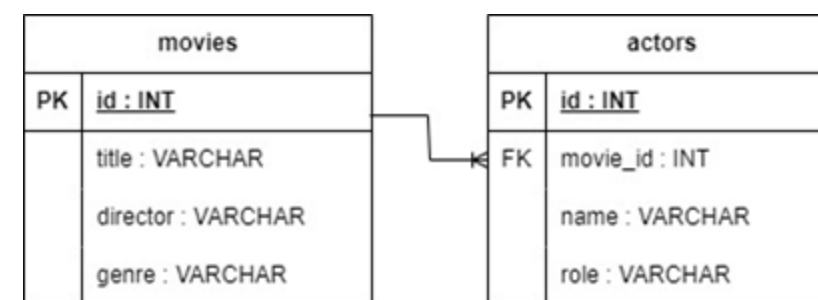 movies
PK id : INT
title : VARCHAR
director : VARCHAR
genre : VARCHAR
actors
PK id : INT
FK movie_id : INT
name : VARCHAR
role : VARCHAR